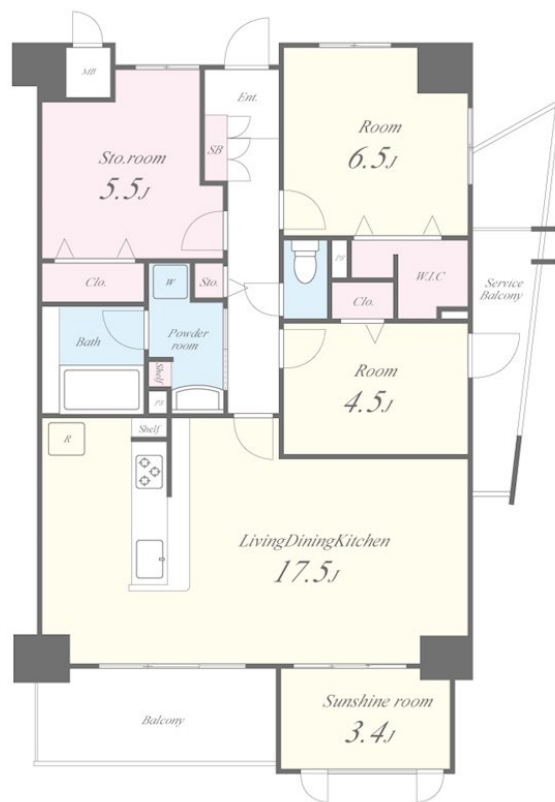 MB
Ent.
Sto.room
5.5J
SB
Room
6.5J
Clo.
W
Sto.
PS
W.I.C
Clo.
Service
Balcony
Bath
Powder
room
Shelf
PS
Room
4.5J
R
Shelf
LivingDiningKitchen
17.5J
Balcony
Sunshine room
3.4J